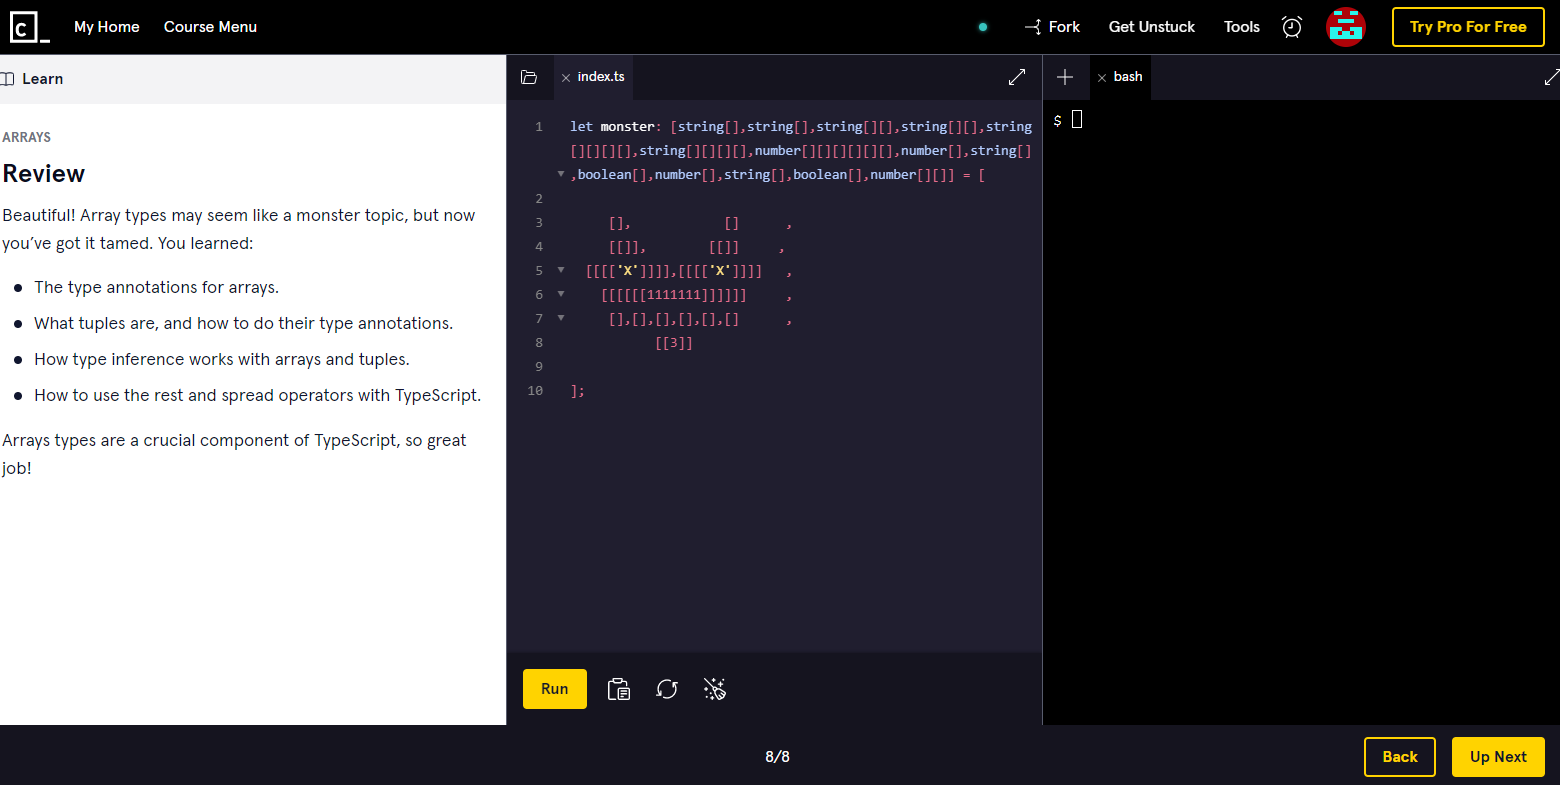 My Home Course Menu Fork Get Unstuck Tools Try Pro For Free
Learn
ARRAYS
Review
Beautiful! Array types may seem like a monster topic, but now
you’ve got it tamed. You learned:
The type annotations for arrays.
What tuples are, and how to do their type annotations.
How type inference works with arrays and tuples.
How to use the rest and spread operators with TypeScript.
Arrays types are a crucial component of TypeScript, so great
job!
index.ts
1 let monster: [string[],string[],string[][],string[][],string
[][][][],string[][][][],number[][][][][][],number[],string[]
,boolean[],number[],string[],boolean[],number[][]] = [
2
3 [], [] ,
4 [[]], [[]] ,
5 [[[['X']]]],[[[['X']]]] ,
6 [[[[[[1111111]]]]]] ,
7 [],[],[],[],[],[] ,
8 [[3]]
9
10 ];
Run
bash
$
8/8
Back Up Next